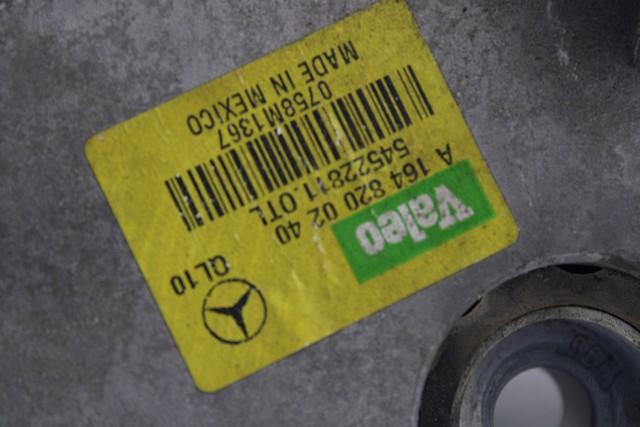 Valeo
QL10
A 164 820 02 40
54522811.OTL
0758M1367
MADE IN MEXICO